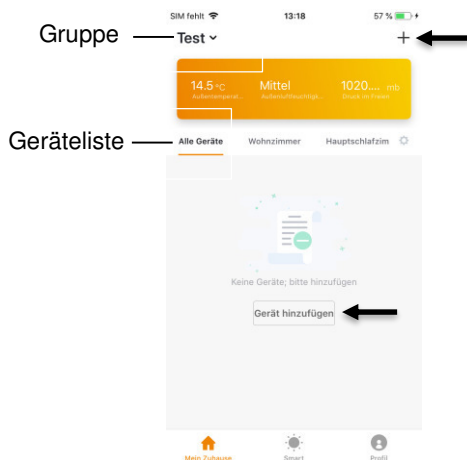 SIM fehlt 13:18 57 %
Gruppe
Test
+
14.5 °C Mittel 1020.... mb
Außentemperat... Außenluftfeuchtigk... Druck im Freien
Geräteliste
Alle Geräte Wohnzimmer Hauptschlafzim
Keine Geräte; bitte hinzufügen
Gerät hinzufügen
Mein Zuhause Smart Profil